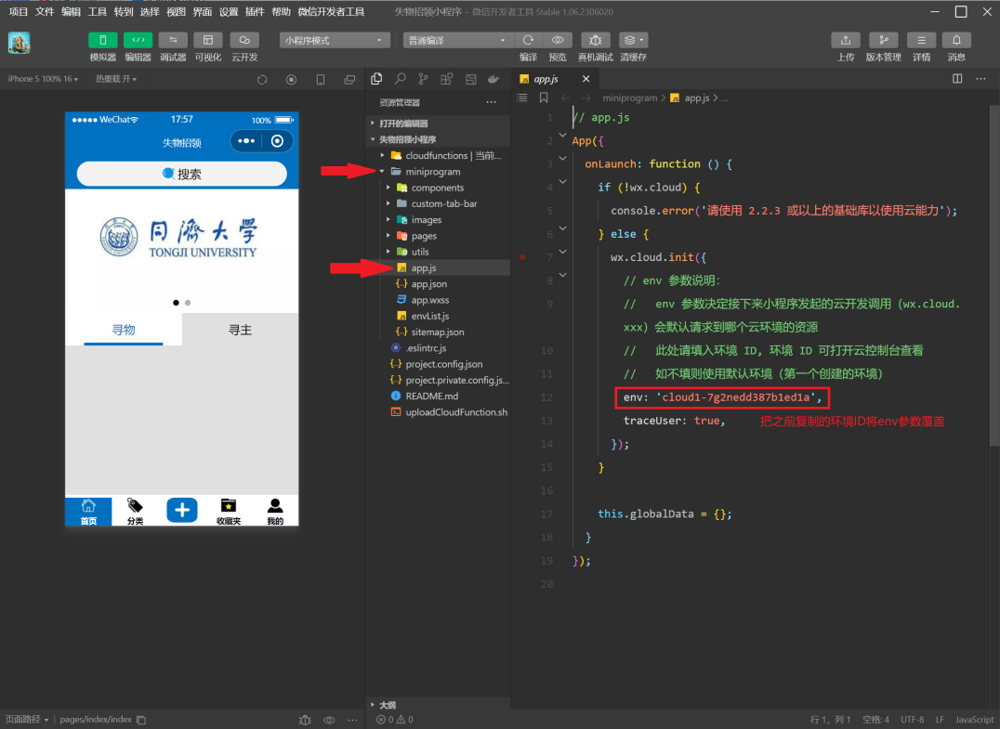 项目 文件 编辑 工具 转到 选择 视图 界面 设置 插件 帮助 微信开发者工具 失物招领小程序 - 微信开发者工具 Stable 1.06.2306020
小程序模式 普通编译
模拟器 编辑器 调试器 可视化 云开发 编译 预览 真机调试 清缓存 上传 版本管理 详情 消息
iPhone 5 100% 16 热重载 开
WeChat 17:57 100%
失物招领
搜索
同濟大学
TONGJI UNIVERSITY
寻物 寻主
首页 分类 收藏夹 我的
资源管理器
打开的编辑器
失物招领小程序
cloudfunctions | 当前...
miniprogram
components
custom-tab-bar
images
pages
utils
app.js
app.json
app.wxss
envList.js
sitemap.json
.eslintrc.js
project.config.json
project.private.config.js...
README.md
uploadCloudFunction.sh
大纲
app.js
miniprogram > app.js > ...
1 // app.js
2 App({
3 onLaunch: function () {
4 if (!wx.cloud) {
5 console.error('请使用 2.2.3 或以上的基础库以使用云能力');
6 } else {
7 wx.cloud.init({
8 // env 参数说明：
9 // env 参数决定接下来小程序发起的云开发调用（wx.cloud.
xxx）会默认请求到哪个云环境的资源
10 // 此处请填入环境 ID, 环境 ID 可打开云控制台查看
11 // 如不填则使用默认环境（第一个创建的环境）
12 env: 'cloud1-7g2nedd387b1ed1a',
13 traceUser: true, 把之前复制的环境ID将env参数覆盖
14 });
15 }
16
17 this.globalData = {};
18 }
19 });
20
页面路径 pages/index/index 0 0 行 1，列 1 空格: 4 UTF-8 LF JavaScript